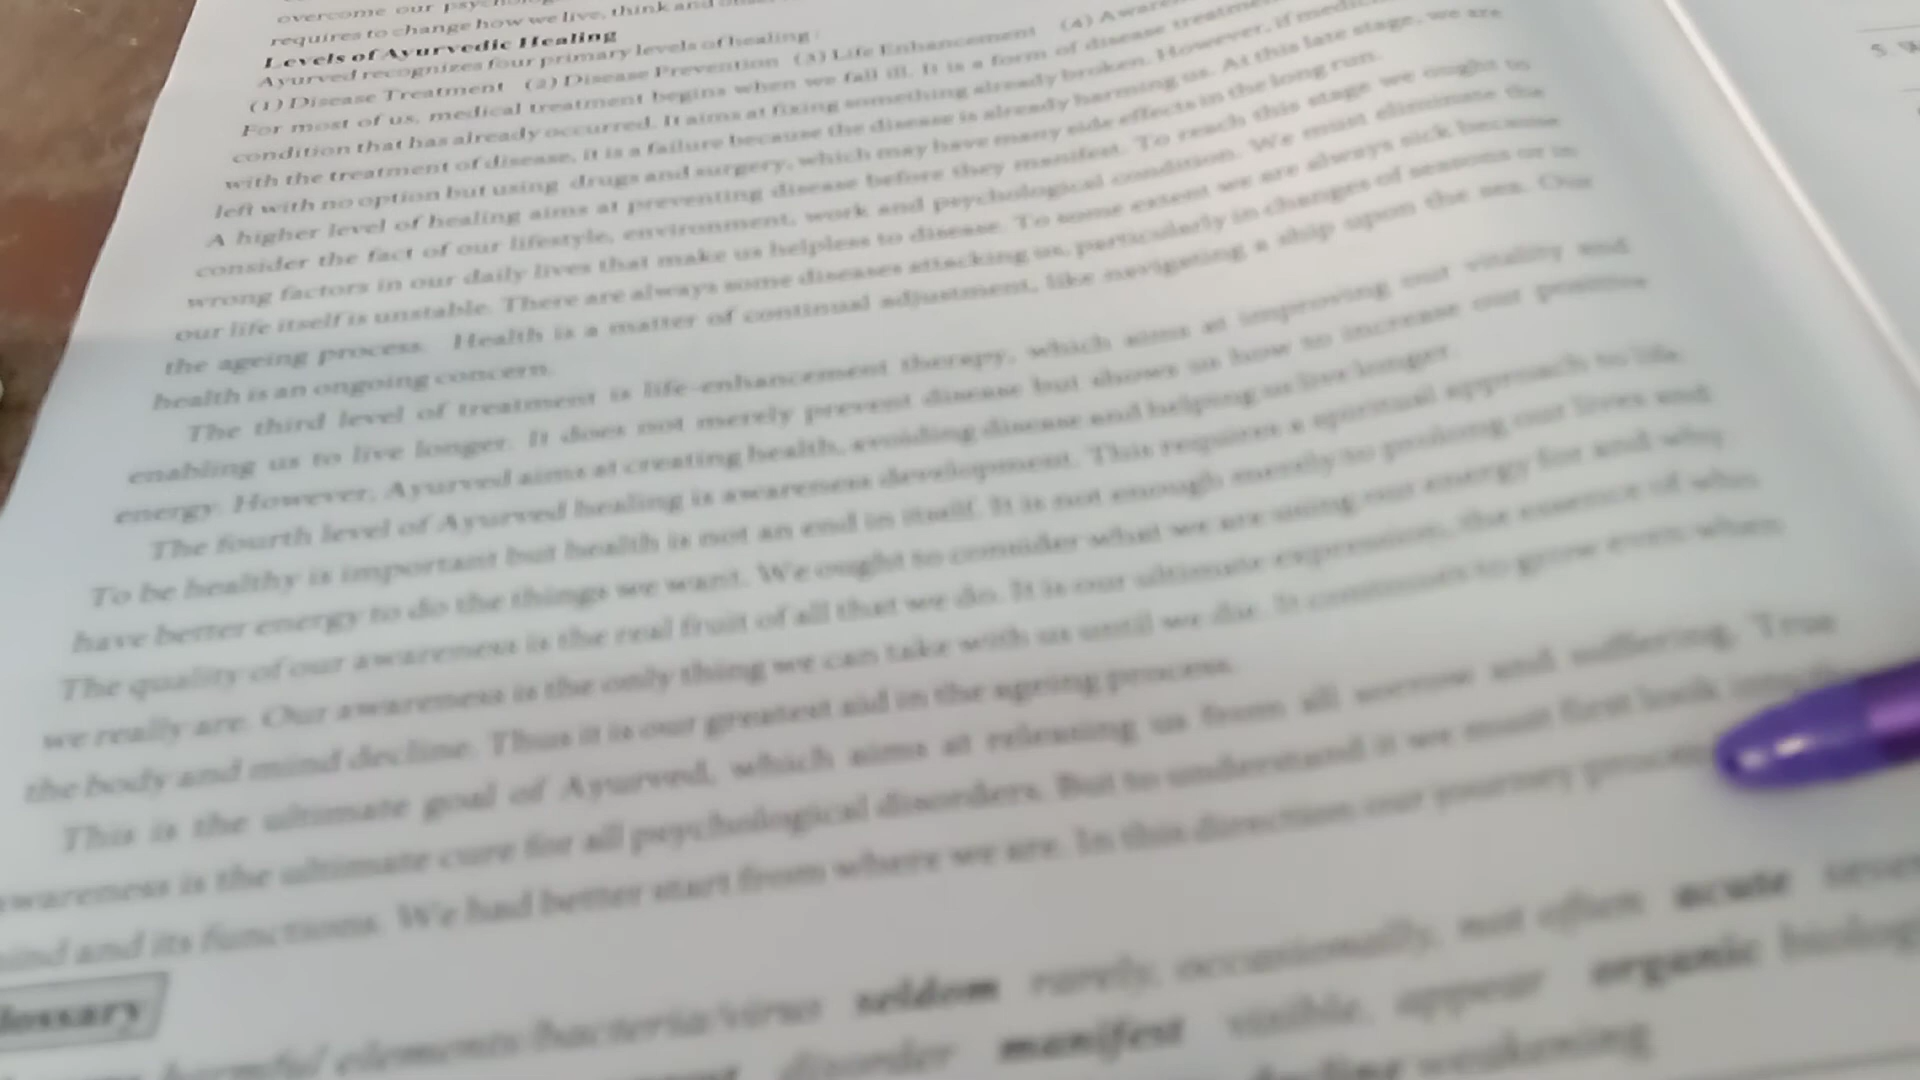 overcome our
requires to change how we live, think and
Levels of Ayurvedic Healing
Ayurved recognizes four primary levels of healing :
(1) Disease Treatment (2) Disease Prevention (3) Life Enhancement (4)
For most of us, medical treatment begins when we fall ill. It is a form of disease
condition that has already occurred. It aims at fixing something already broken. However, if
with the treatment of disease, it is a failure because the disease is already harming us. At this late stage, we are
left with no option but using drugs and surgery, which may have many side effects in the long run.
A higher level of healing aims at preventing disease before they manifest. To reach this stage we ought to
consider the fact of our lifestyle, environment, work and psychological condition. We must eliminate the
wrong factors in our daily lives that make us helpless to disease. To some extent we are always sick because
our life itself is unstable. There are always some diseases attacking us, particularly in changes of seasons or in
the ageing process. Health is a matter of continual adjustment, like navigating a ship upon the sea. Our
health is an ongoing concern.
The third level of treatment is life-enhancement therapy, which aims at improving our vitality and
enabling us to live longer. It does not merely prevent disease but shows us how to increase our positive
energy. However, Ayurved aims at creating health, avoiding disease and helping us live longer.
The fourth level of Ayurved healing is awareness development. This requires a spiritual approach to life.
To be healthy is important but health is not an end in itself. It is not enough merely to prolong our lives and
have better energy to do the things we want. We ought to consider what we are using our energy for and why.
The quality of our awareness is the real fruit of all that we do. It is our ultimate expression, the essence of who
we really are. Our awareness is the only thing we can take with us until we die. It continues to grow even when
the body and mind decline. Thus it is our greatest aid in the ageing process.
This is the ultimate goal of Ayurved, which aims at releasing us from all sorrow and suffering. True
awareness is the ultimate cure for all psychological disorders. But to understand it we must first look
mind and its functions. We had better start from where we are. In this direction our journey
Glossary
harmful elements/bacteria/virus seldom rarely, occasionally, not often acute
disorder manifest visible, appear organic
decline weakening
5.